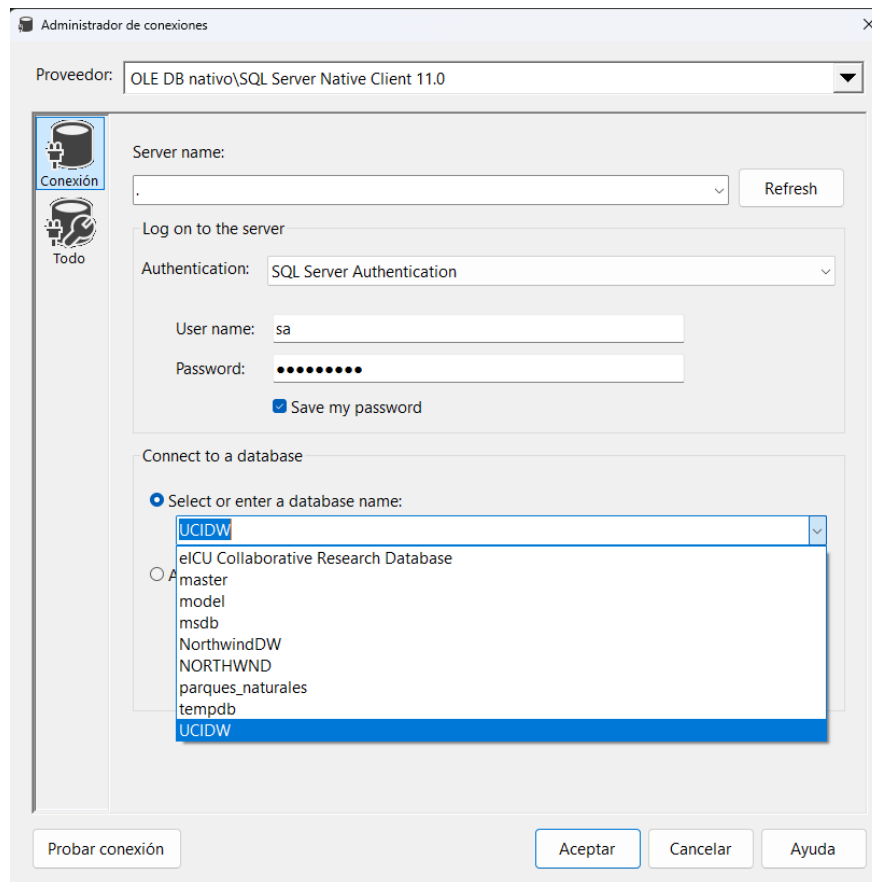 Administrador de conexiones
Proveedor: OLE DB nativo\SQL Server Native Client 11.0
Conexión
Todo
Server name:
. Refresh
Log on to the server
Authentication: SQL Server Authentication
User name: sa
Password: ●●●●●●●●●
Save my password
Connect to a database
Select or enter a database name:
UCIDW
eICU Collaborative Research Database
A
master
model
msdb
NorthwindDW
NORTHWND
parques_naturales
tempdb
UCIDW
Probar conexión Aceptar Cancelar Ayuda